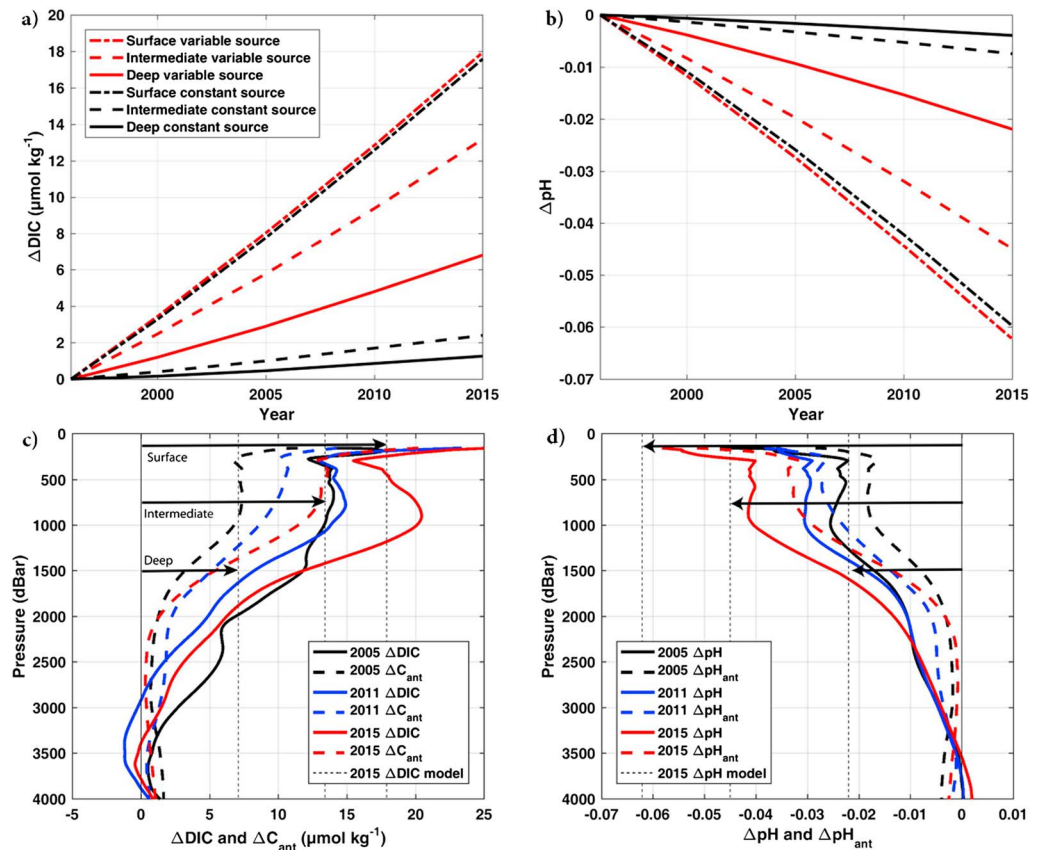 a)
ΔDIC (µmol kg-1)
20
18
16
14
12
10
8
6
4
2
0
Surface variable source
Intermediate variable source
Deep variable source
Surface constant source
Intermediate constant source
Deep constant source
2000
2005
2010
2015
Year
b)
ΔpH
0
-0.01
-0.02
-0.03
-0.04
-0.05
-0.06
-0.07
2000
2005
2010
2015
Year
c)
Pressure (dBar)
0
500
1000
1500
2000
2500
3000
3500
4000
Surface
Intermediate
Deep
2005 ΔDIC
2005 ΔCant
2011 ΔDIC
2011 ΔCant
2015 ΔDIC
2015 ΔCant
2015 ΔDIC model
0
5
10
15
20
25
ΔDIC and ΔCant (µmol kg-1)
d)
Pressure (dBar)
0
500
1000
1500
2000
2500
3000
3500
4000
2005 ΔpH
2005 ΔpHant
2011 ΔpH
2011 ΔpHant
2015 ΔpH
2015 ΔpHant
2015 ΔpH model
-0.07
-0.06
-0.05
-0.04
-0.03
-0.02
-0.01
0
0.01
ΔpH and ΔpHant